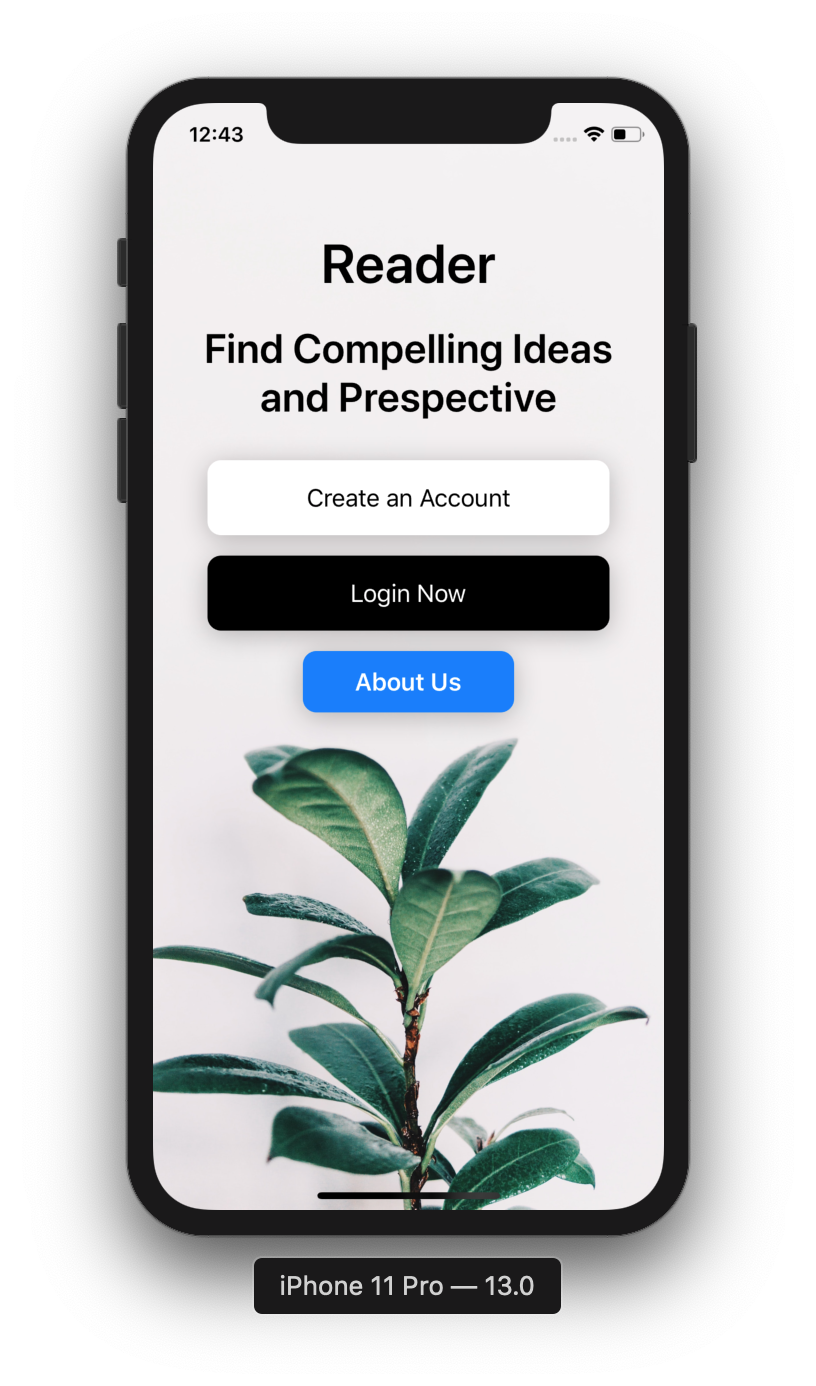 12:43
Reader
Find Compelling Ideas
and Prespective
Create an Account
Login Now
About Us
iPhone 11 Pro — 13.0